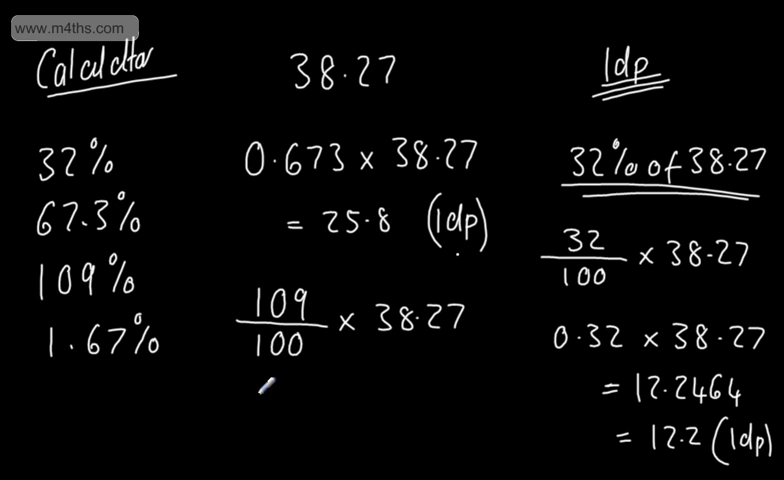 www.m4ths.com
Calculator
38.27
1dp
32%
67.3%
109%
1.67%
0.673 x 38.27
= 25.8 (1dp)
109
100
x 38.27
32% of 38.27
32
100
x 38.27
0.32 x 38.27
= 12.2464
= 12.2 (1dp)